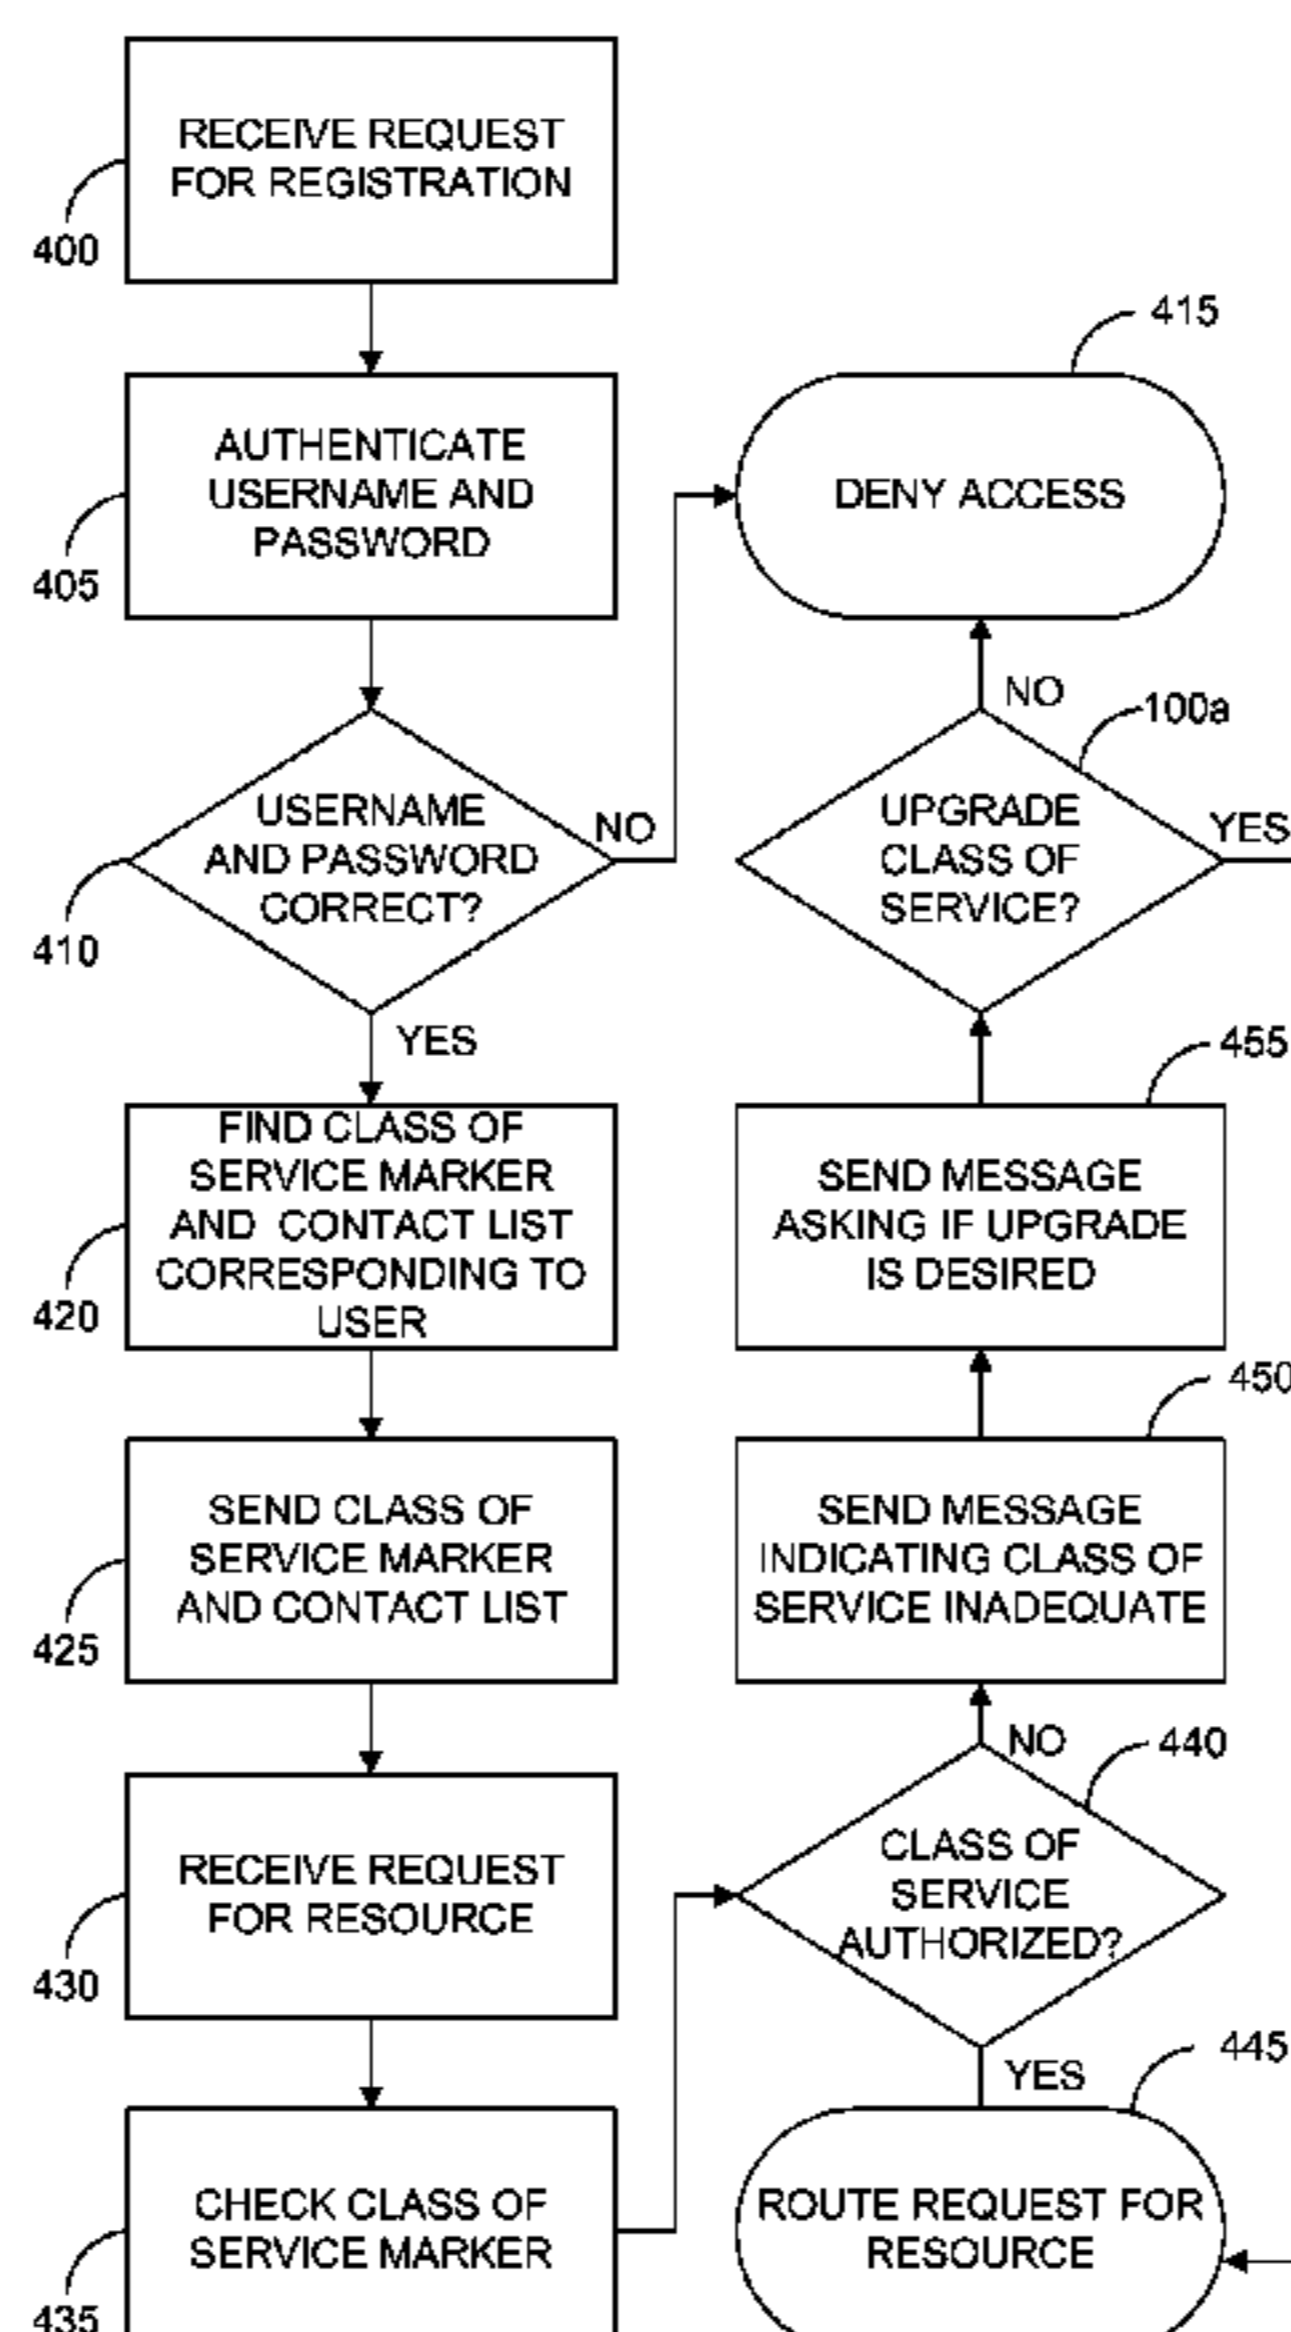 RECEIVE REQUEST
FOR REGISTRATION
400
AUTHENTICATE
USERNAME AND
PASSWORD
405
415
DENY ACCESS
USERNAME
AND PASSWORD
CORRECT?
410
NO
YES
NO
100a
UPGRADE
CLASS OF
SERVICE?
YES
FIND CLASS OF
SERVICE MARKER
AND CONTACT LIST
CORRESPONDING TO
USER
420
455
SEND MESSAGE
ASKING IF UPGRADE
IS DESIRED
SEND CLASS OF
SERVICE MARKER
AND CONTACT LIST
425
450
SEND MESSAGE
INDICATING CLASS OF
SERVICE INADEQUATE
RECEIVE REQUEST
FOR RESOURCE
430
NO
440
CLASS OF
SERVICE
AUTHORIZED?
YES
445
CHECK CLASS OF
SERVICE MARKER
435
ROUTE REQUEST FOR
RESOURCE